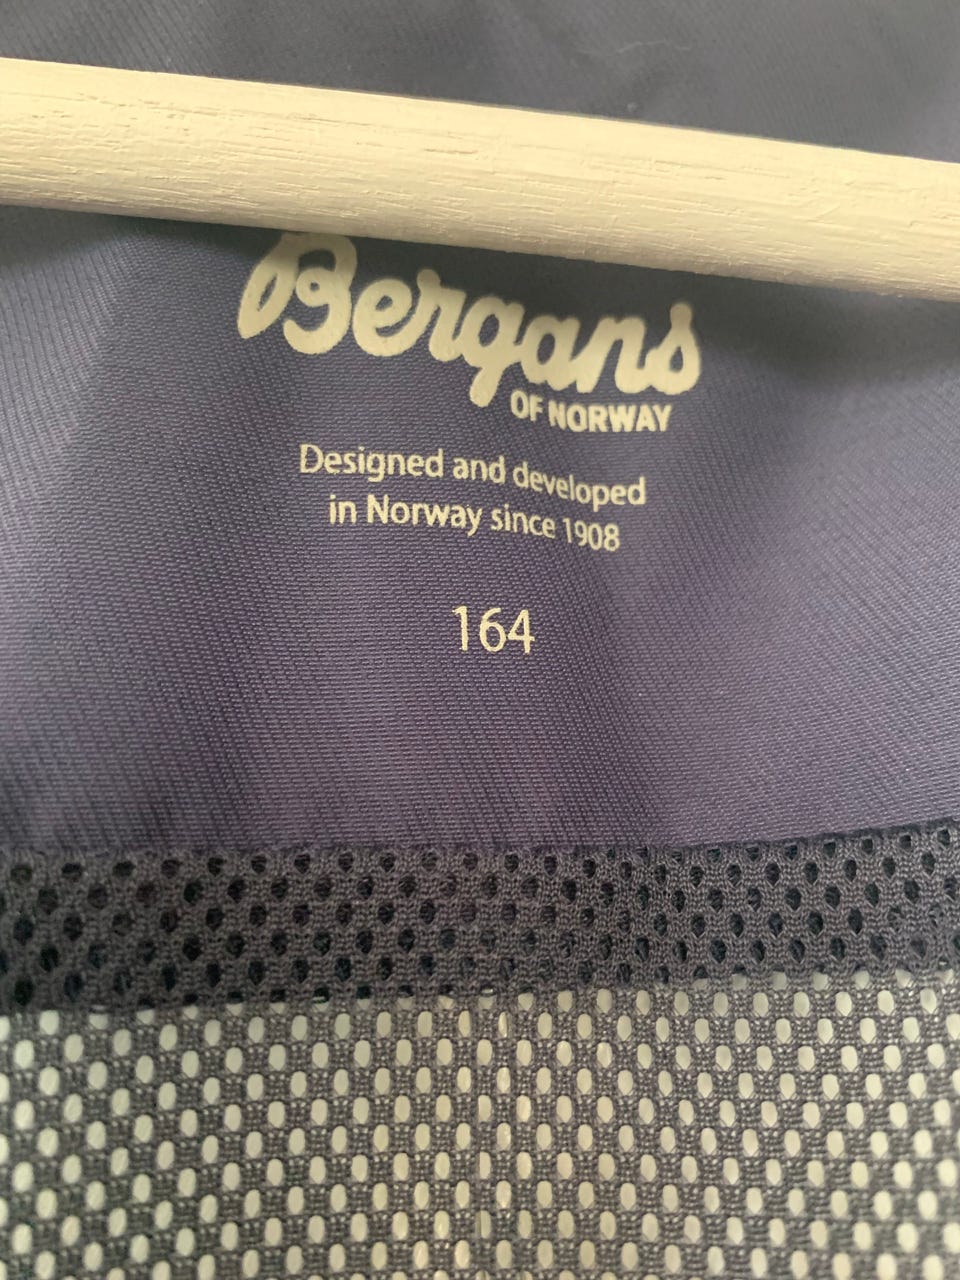 Bergans
OF NORWAY
Designed and developed
in Norway since 1908
164